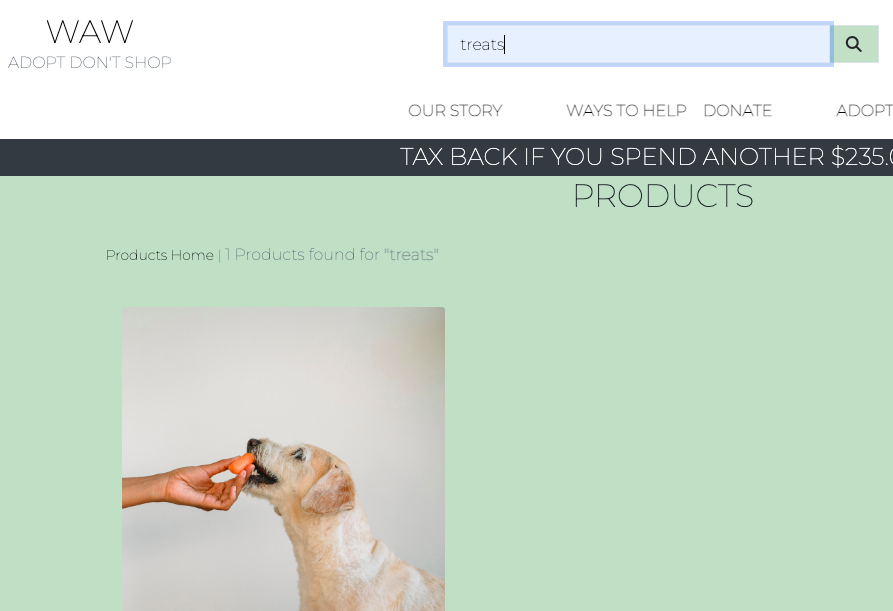 WAW
ADOPT DON'T SHOP
treats
OUR STORY WAYS TO HELP DONATE ADOPT
TAX BACK IF YOU SPEND ANOTHER $235.0
PRODUCTS
Products Home | 1 Products found for "treats"